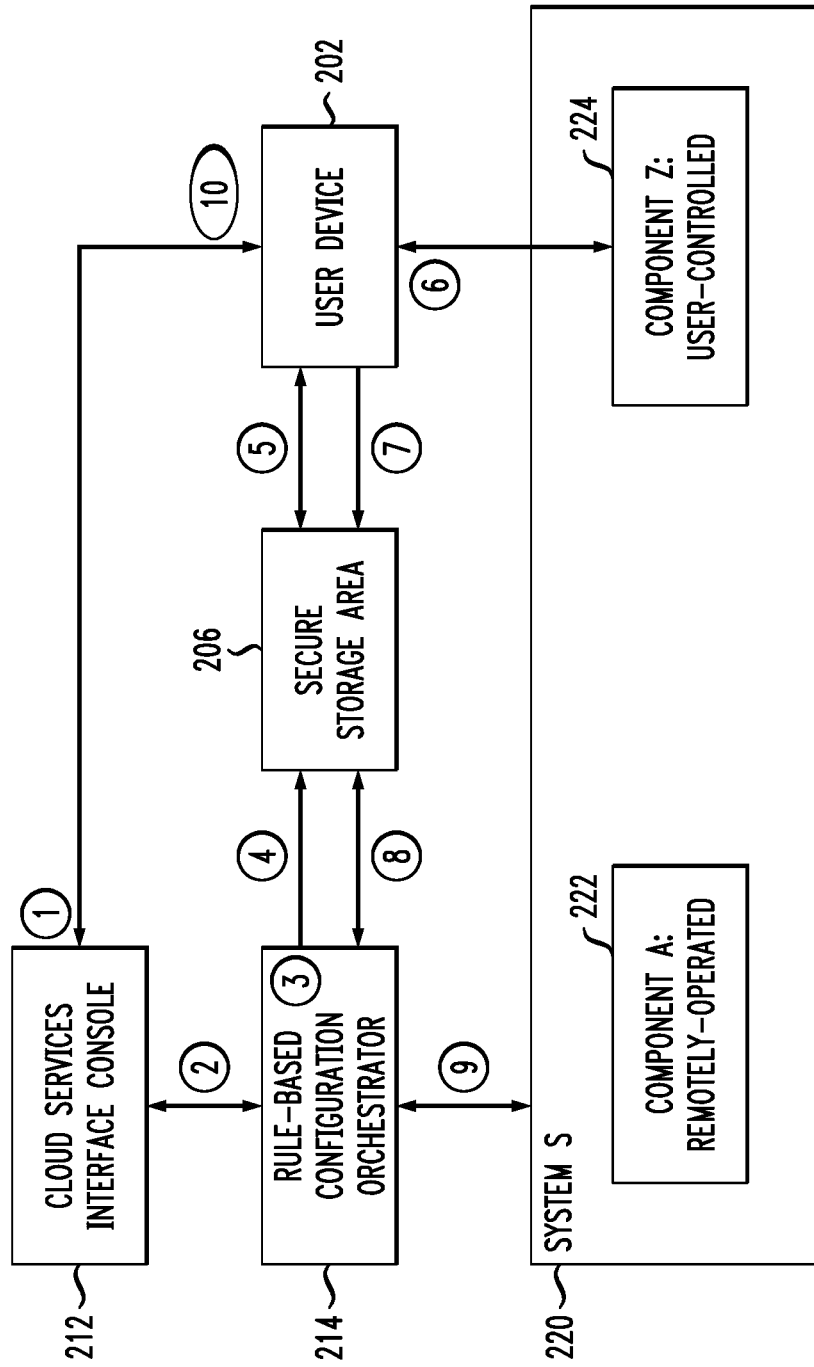 212
CLOUD SERVICES
INTERFACE CONSOLE
1
10
2
202
214
RULE-BASED
CONFIGURATION
ORCHESTRATOR
3
4
8
206
SECURE
STORAGE AREA
5
7
USER DEVICE
9
6
220
SYSTEM S
222
COMPONENT A:
REMOTELY-OPERATED
224
COMPONENT Z:
USER-CONTROLLED